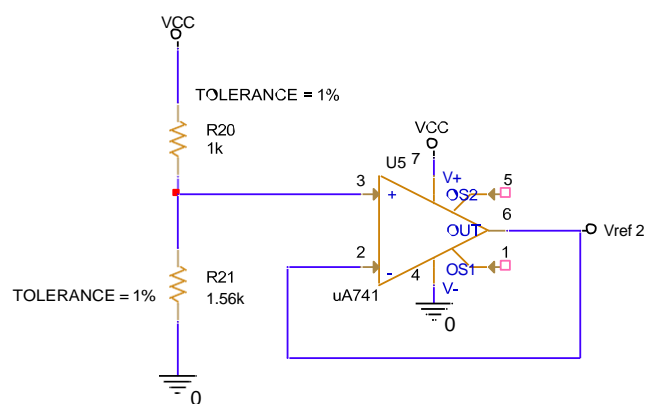 VCC
TOLERANCE = 1%
R20
1k
VCC
U5
7
V+
5
OS2
3
+
6
OUT
Vref 2
2
-
1
OS1
4
V-
uA741
0
R21
1.56k
TOLERANCE = 1%
0